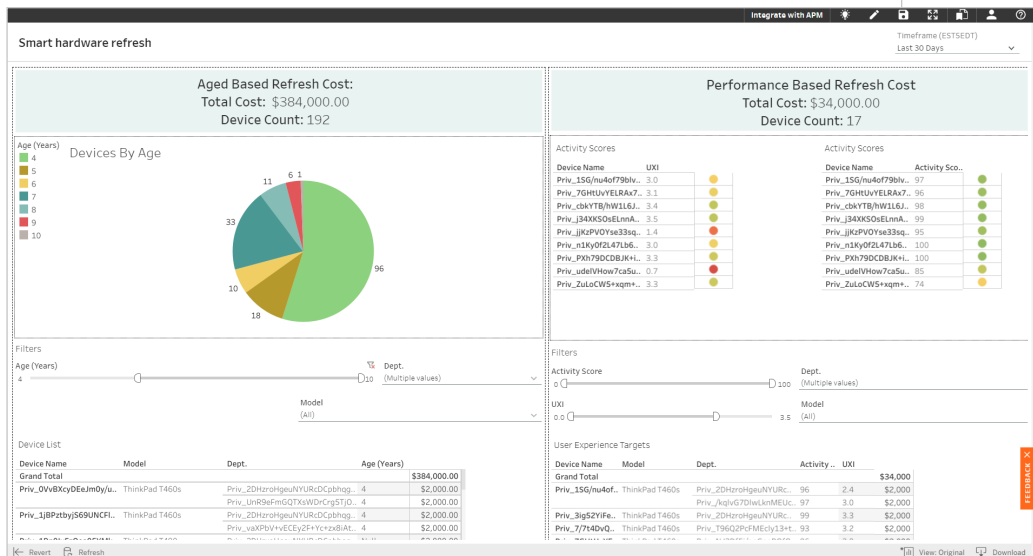 Integrate with APM
Smart hardware refresh
Timeframe (ESTSEDT)
Last 30 Days
Aged Based Refresh Cost:
Total Cost: $384,000.00
Device Count: 192
Performance Based Refresh Cost
Total Cost: $34,000.00
Device Count: 17
Age (Years)
4
5
6
7
8
9
10
Devices By Age
96
18
10
33
11
6
1
Activity Scores
Device Name UXI
Priv_1SG/nu4of79blv.. 3.0
Priv_7GHtUvYELRAx7.. 3.1
Priv_cbkYTB/hW1L6J.. 3.4
Priv_j34XKSOsELnnA.. 3.5
Priv_jjKzPVOYse33sq.. 1.4
Priv_n1Ky0f2L47Lb6.. 3.0
Priv_PXh79DCDBJK+i.. 3.3
Priv_udeIVHow7ca5u.. 0.7
Priv_ZuLoCW5+xqm+.. 3.3
Activity Scores
Device Name Activity Sco..
Priv_1SG/nu4of79blv.. 97
Priv_7GHtUvYELRAx7.. 96
Priv_cbkYTB/hW1L6J.. 98
Priv_j34XKSOsELnnA.. 99
Priv_jjKzPVOYse33sq.. 95
Priv_n1Ky0f2L47Lb6.. 100
Priv_PXh79DCDBJK+i.. 100
Priv_udeIVHow7ca5u.. 85
Priv_ZuLoCW5+xqm+.. 74
Filters
Age (Years)
4 10
Dept.
(Multiple values)
Model
(All)
Filters
Activity Score
0 100
Dept.
(Multiple values)
UXI
0.0 3.5
Model
(All)
Device List
Device Name Model Dept. Age (Years)
Grand Total $384,000.00
Priv_0VvBXcyDEeJm0y/u.. ThinkPad T460s Priv_2DHzroHgeuNYURcDCpbhqg.. 4 $2,000.00
Priv_UnR9eFmGQTXsWDrCrg5TjO.. 4 $2,000.00
Priv_1jBPztbyjS69UNCFI.. ThinkPad T460s Priv_2DHzroHgeuNYURcDCpbhqg.. 4 $2,000.00
Priv_vaXPbV+vECEy2F+Yc+zx8iAt.. 4 $2,000.00
User Experience Targets
Device Name Model Dept. Activity .. UXI
Grand Total $34,000
Priv_1SG/nu4of.. ThinkPad T460s Priv_2DHzroHgeuNYURc.. 96 2.4 $2,000
Priv_/kqlvG7DIwLknMEUc.. 97 3.0 $2,000
Priv_3ig52YiFe.. ThinkPad T460s Priv_2DHzroHgeuNYURc.. 99 3.3 $2,000
Priv_7/7t4DvQ.. ThinkPad T460s Priv_T96Q2PcFMEcly13+t.. 93 3.2 $2,000
FEEDBACK
Revert Refresh
View: Original Download